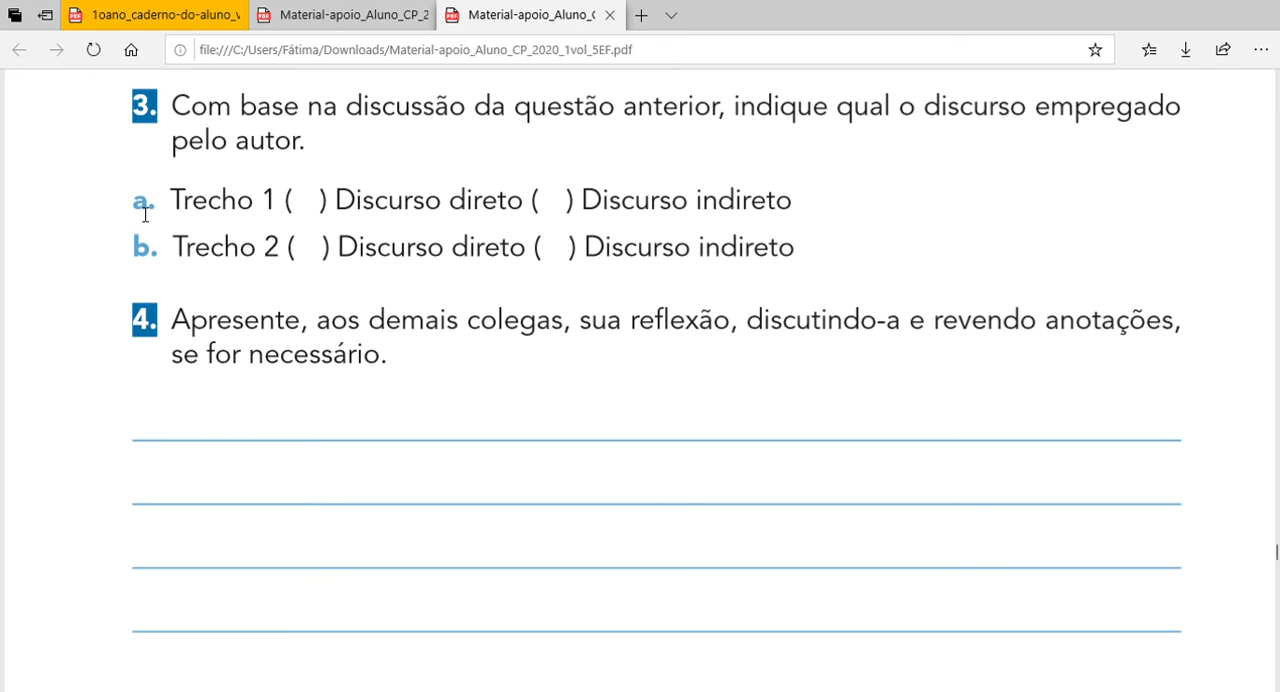 1oano_caderno-do-aluno_v
Material-apoio_Aluno_CP_2
Material-apoio_Aluno_C
file:///C:/Users/Fátima/Downloads/Material-apoio_Aluno_CP_2020_1vol_5EF.pdf
3. Com base na discussão da questão anterior, indique qual o discurso empregado
pelo autor.
a. Trecho 1 (   ) Discurso direto (   ) Discurso indireto
b. Trecho 2 (   ) Discurso direto (   ) Discurso indireto
4. Apresente, aos demais colegas, sua reflexão, discutindo-a e revendo anotações,
se for necessário.